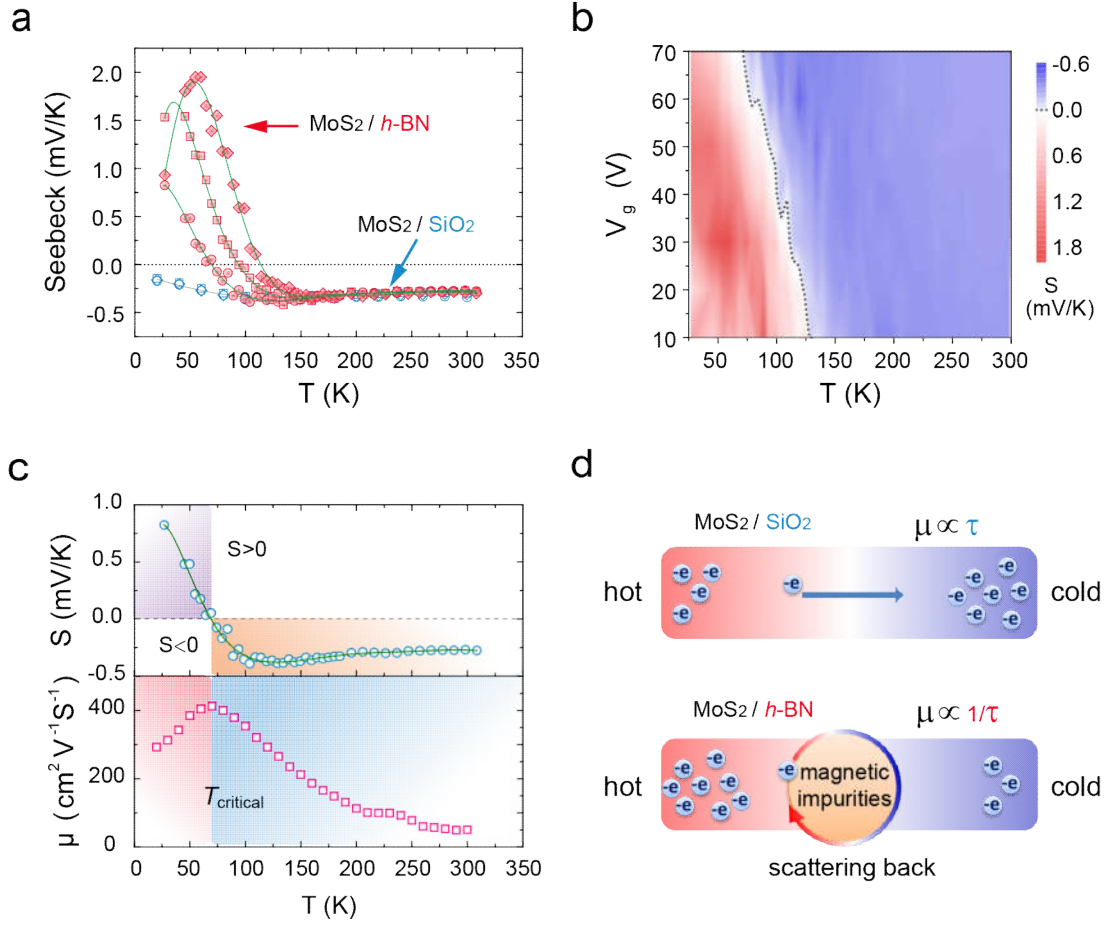 a
Seebeck (mV/K)
2.0
1.5
1.0
0.5
0.0
-0.5
MoS2 / h-BN
MoS2 / SiO2
0 50 100 150 200 250 300 350
T (K)
b
Vg (V)
70
60
50
40
30
20
10
50 100 150 200 250 300
T (K)
-0.6
0.0
0.6
1.2
1.8
S
(mV/K)
c
S (mV/K)
1.0
0.5
0.0
-0.5
S>0
S<0
μ (cm² V⁻¹S⁻¹)
400
200
0
Tcritical
0 50 100 150 200 250 300 350
T (K)
d
MoS2 / SiO2
μ ∝ τ
hot
-e -e -e -e -e -e -e -e -e -e -e -e
cold
MoS2 / h-BN
μ ∝ 1/τ
hot
-e -e -e -e -e -e -e -e -e -e -e
magnetic
impurities
cold
scattering back